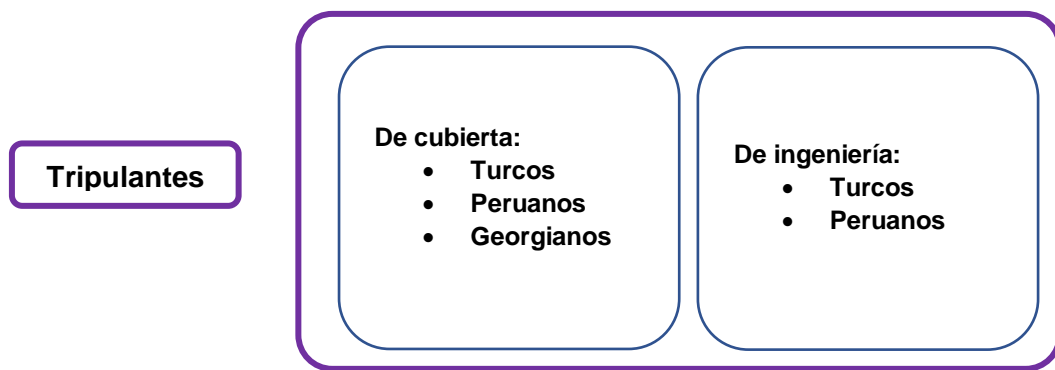 Tripulantes
De cubierta:
• Turcos
• Peruanos
• Georgianos
De ingeniería:
• Turcos
• Peruanos